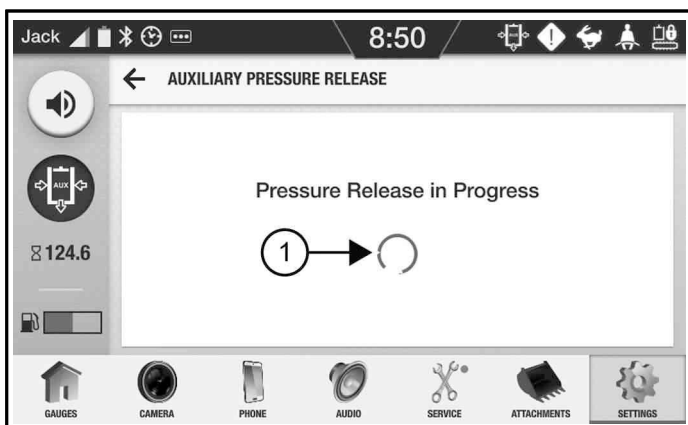 Jack 8:50
AUXILIARY PRESSURE RELEASE
AUX
Pressure Release in Progress
1
124.6
GAUGES CAMERA PHONE AUDIO SERVICE ATTACHMENTS SETTINGS